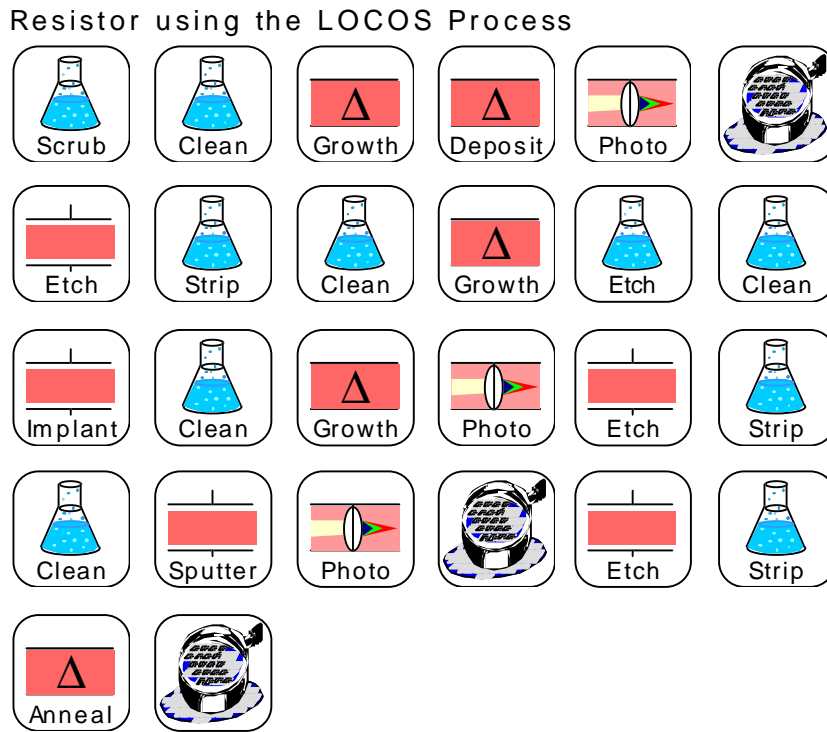 Resistor using the LOCOS Process
Scrub Clean Growth Deposit Photo
Δ Δ
Etch Strip Clean Growth Etch Clean
Δ
Implant Clean Growth Photo Etch Strip
Δ
Clean Sputter Photo Etch Strip
Anneal
Δ